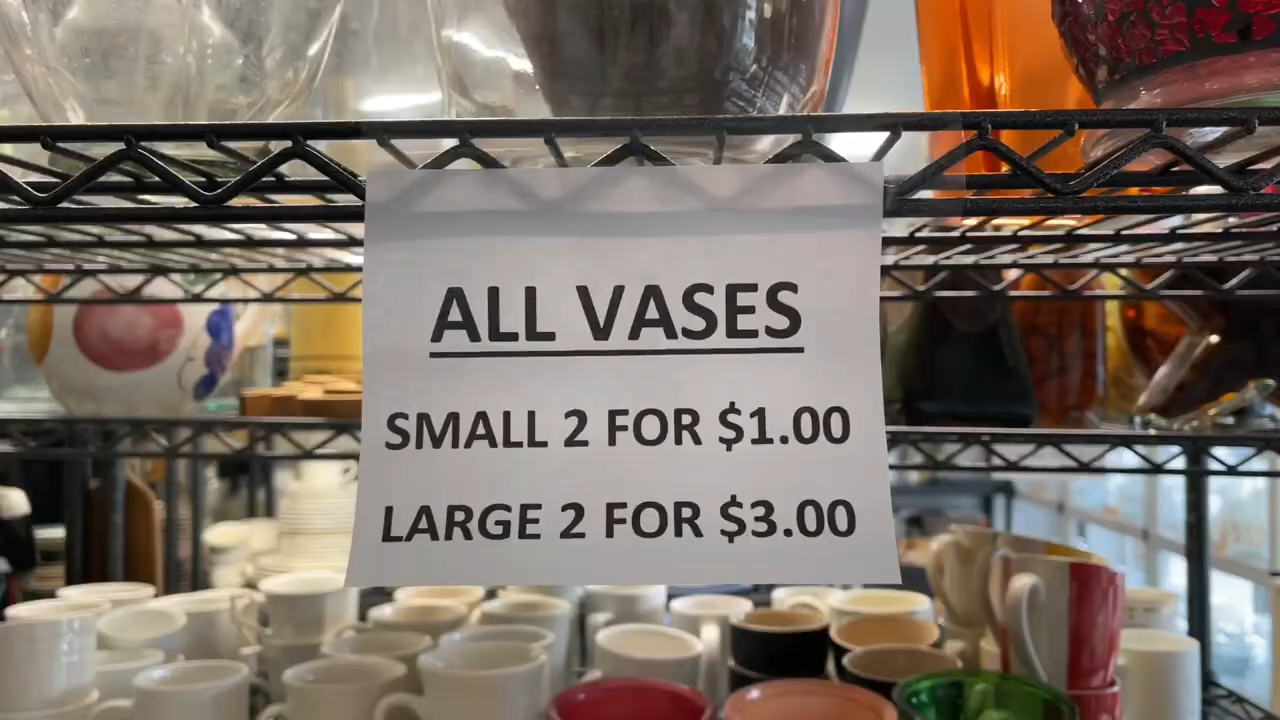 ALL VASES
SMALL 2 FOR $1.00
LARGE 2 FOR $3.00